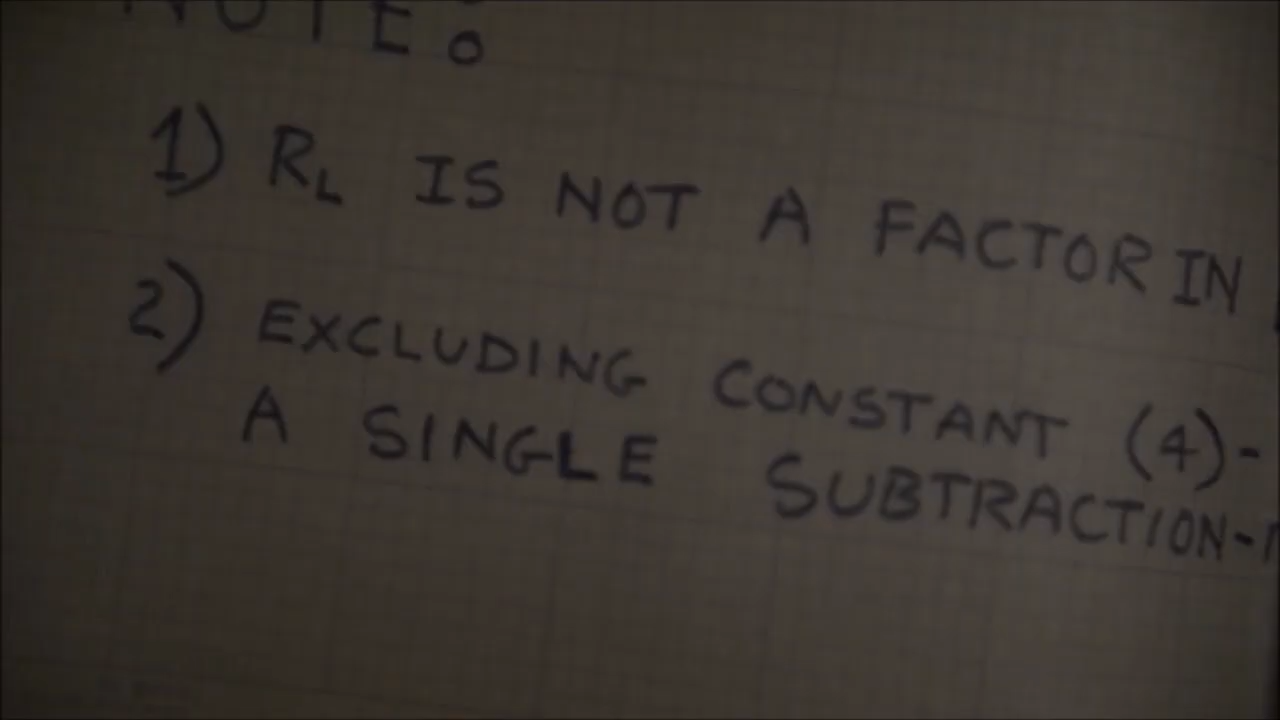 NOTE:
1) RL IS NOT A FACTOR IN
2) EXCLUDING CONSTANT (4)-
A SINGLE SUBTRACTION-